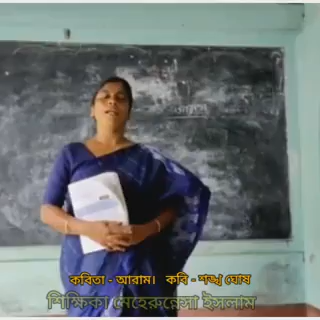 কবিতা - আরাম। কবি - শঙ্খ ঘোষ
শিক্ষিকা মেহেরুন্নেসা ইসলাম